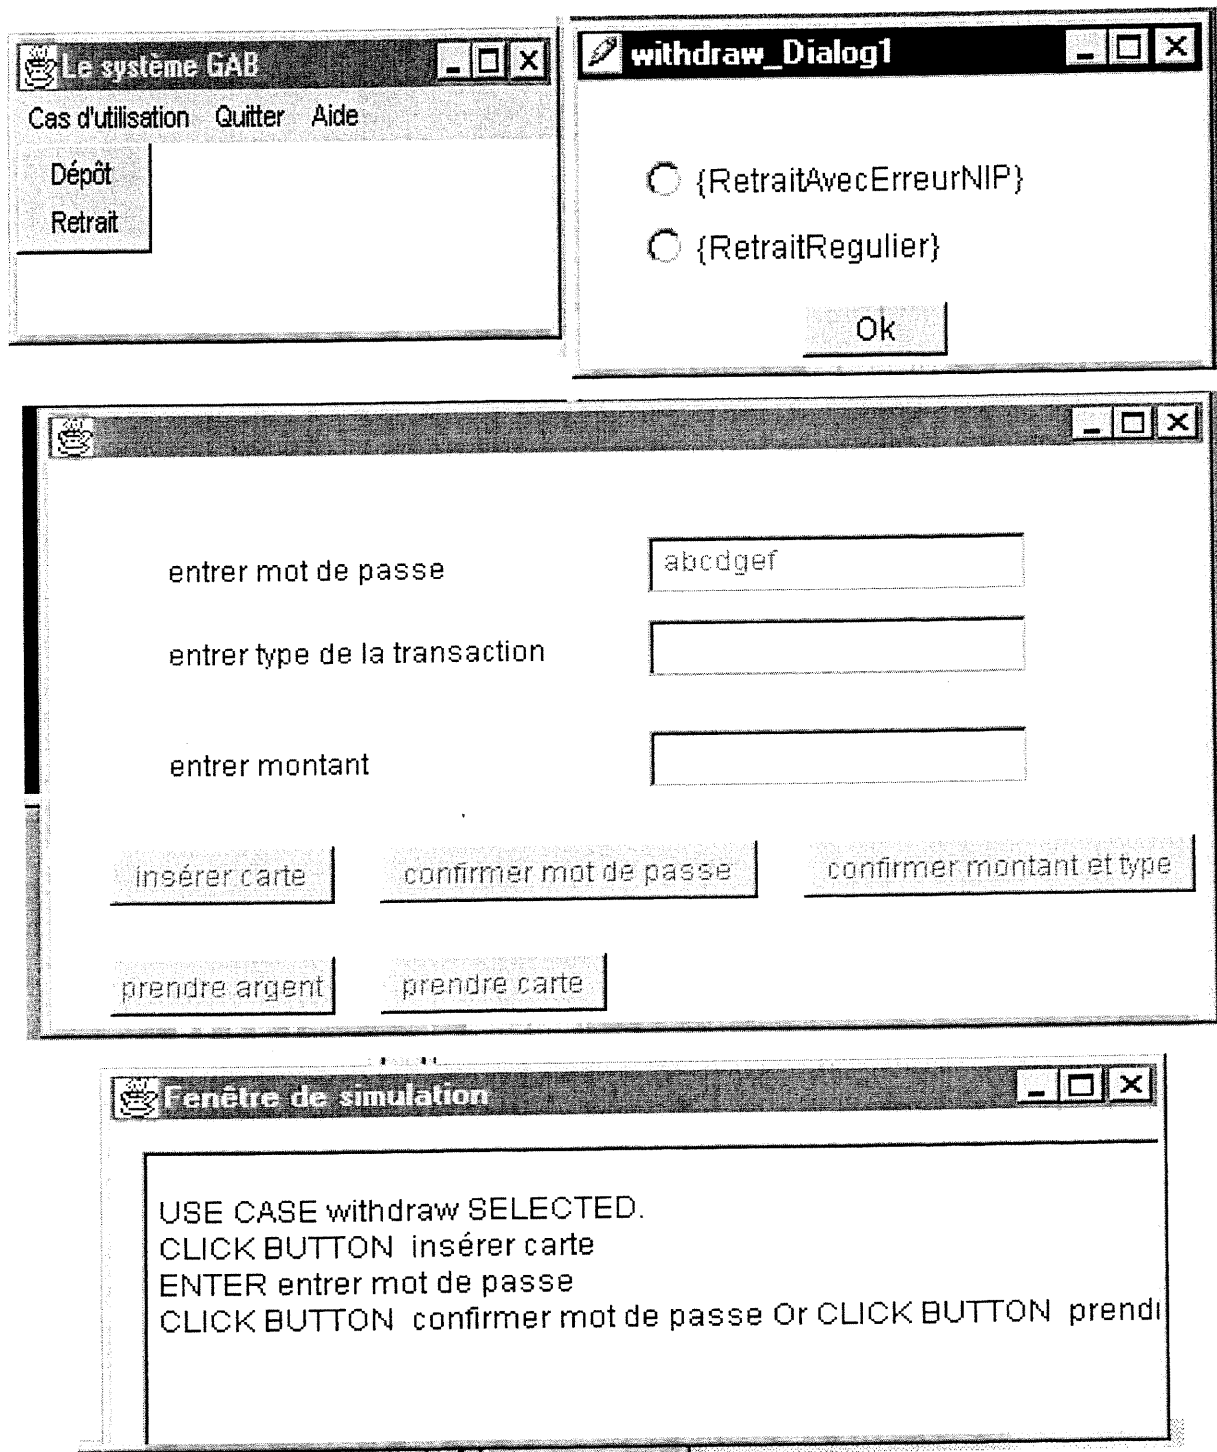 Le système GAB
Cas d'utilisation Quitter Aide
Dépôt
Retrait
withdraw_Dialog1
{RetraitAvecErreurNIP}
{RetraitRegulier}
Ok
entrer mot de passe abcdgef
entrer type de la transaction
entrer montant
insérer carte confirmer mot de passe confirmer montant et type
prendre argent prendre carte
Fenêtre de simulation
USE CASE withdraw SELECTED.
CLICK BUTTON insérer carte
ENTER entrer mot de passe
CLICK BUTTON confirmer mot de passe Or CLICK BUTTON